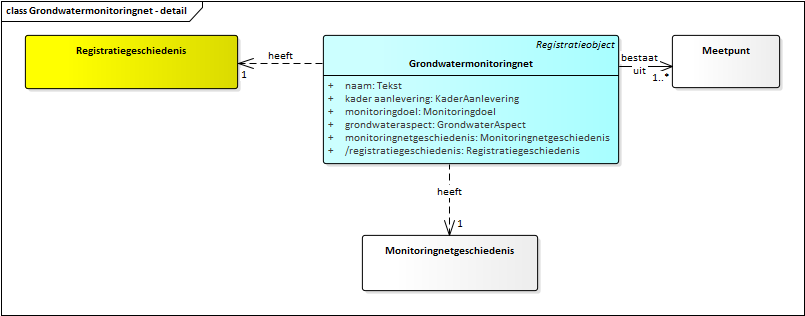 class Grondwatermonitoringnet - detail
Registratiegeschiedenis
heeft
1
Registratieobject
Grondwatermonitoringnet
+ naam: Tekst
+ kader aanlevering: KaderAanlevering
+ monitoringdoel: Monitoringdoel
+ grondwateraspect: GrondwaterAspect
+ monitoringnetgeschiedenis: Monitoringnetgeschiedenis
+ /registratiegeschiedenis: Registratiegeschiedenis
bestaat
uit
1..*
Meetpunt
heeft
1
Monitoringnetgeschiedenis